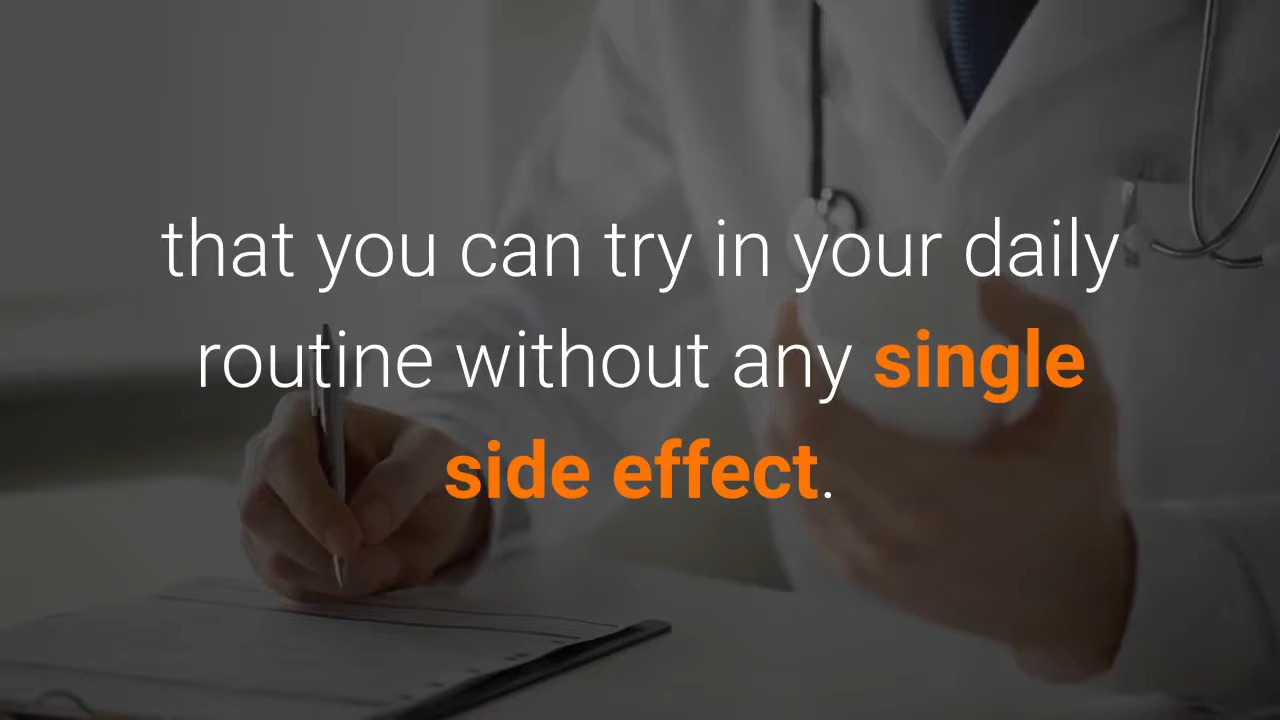 that you can try in your daily
routine without any single
side effect.